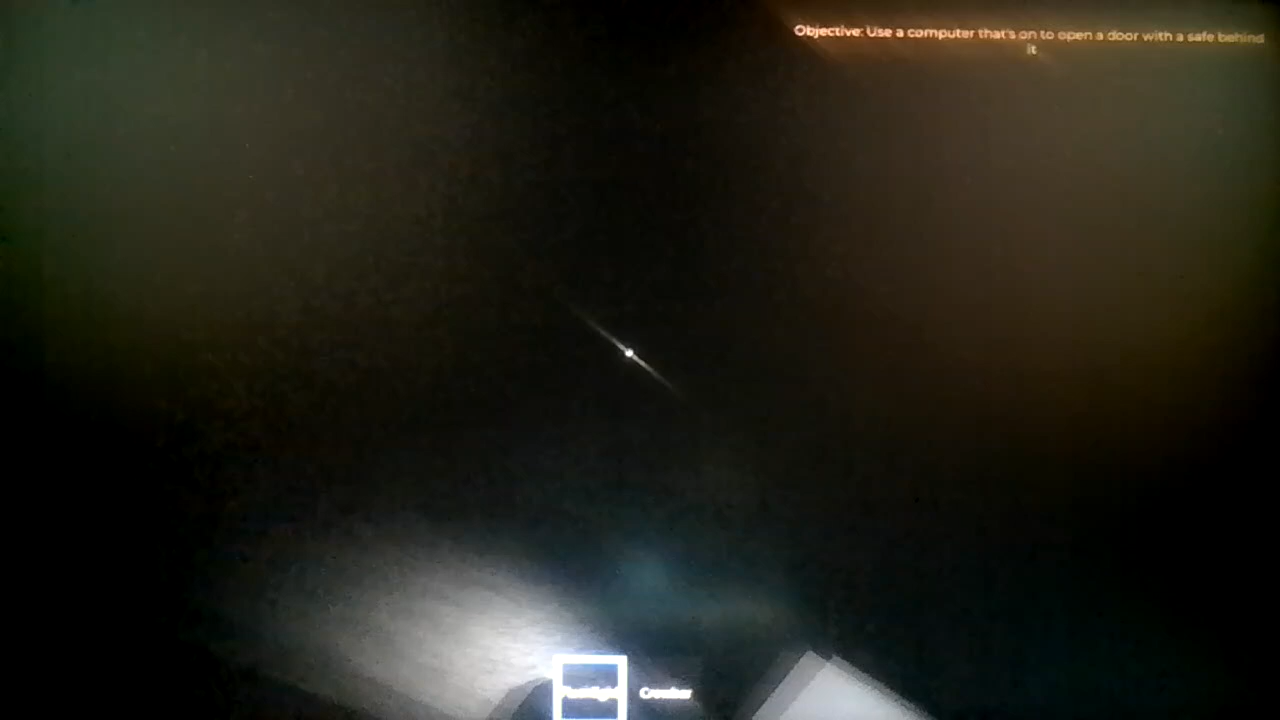 Objective: Use a computer that's on to open a door with a safe behind
it
Flashlight Crowbar